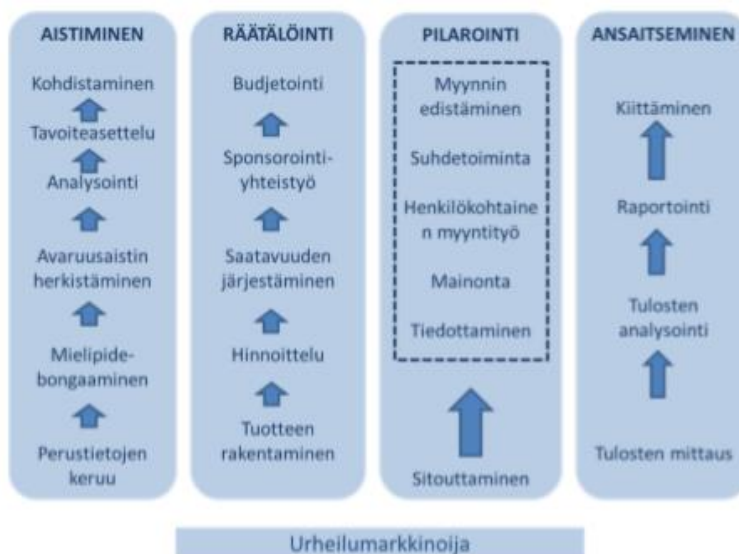 AISTIMINEN
Kohdistaminen
Tavoiteasettelu
Analysointi
Avaruusaistin
herkistäminen
Mielipide-
bongaaminen
Perustietojen
keruu
RÄÄTÄLÖINTI
Budjetointi
Sponsorointi-
yhteistyö
Saatavuuden
järjestäminen
Hinnoittelu
Tuotteen
rakentaminen
PILAROINTI
Myynnin
edistäminen
Suhdetoiminta
Henkilökohtaine
n myyntityö
Mainonta
Tiedottaminen
Sitouttaminen
ANSAITSEMINEN
Kiittäminen
Raportointi
Tulosten
analysointi
Tulosten mittaus
Urheilumarkkinoija